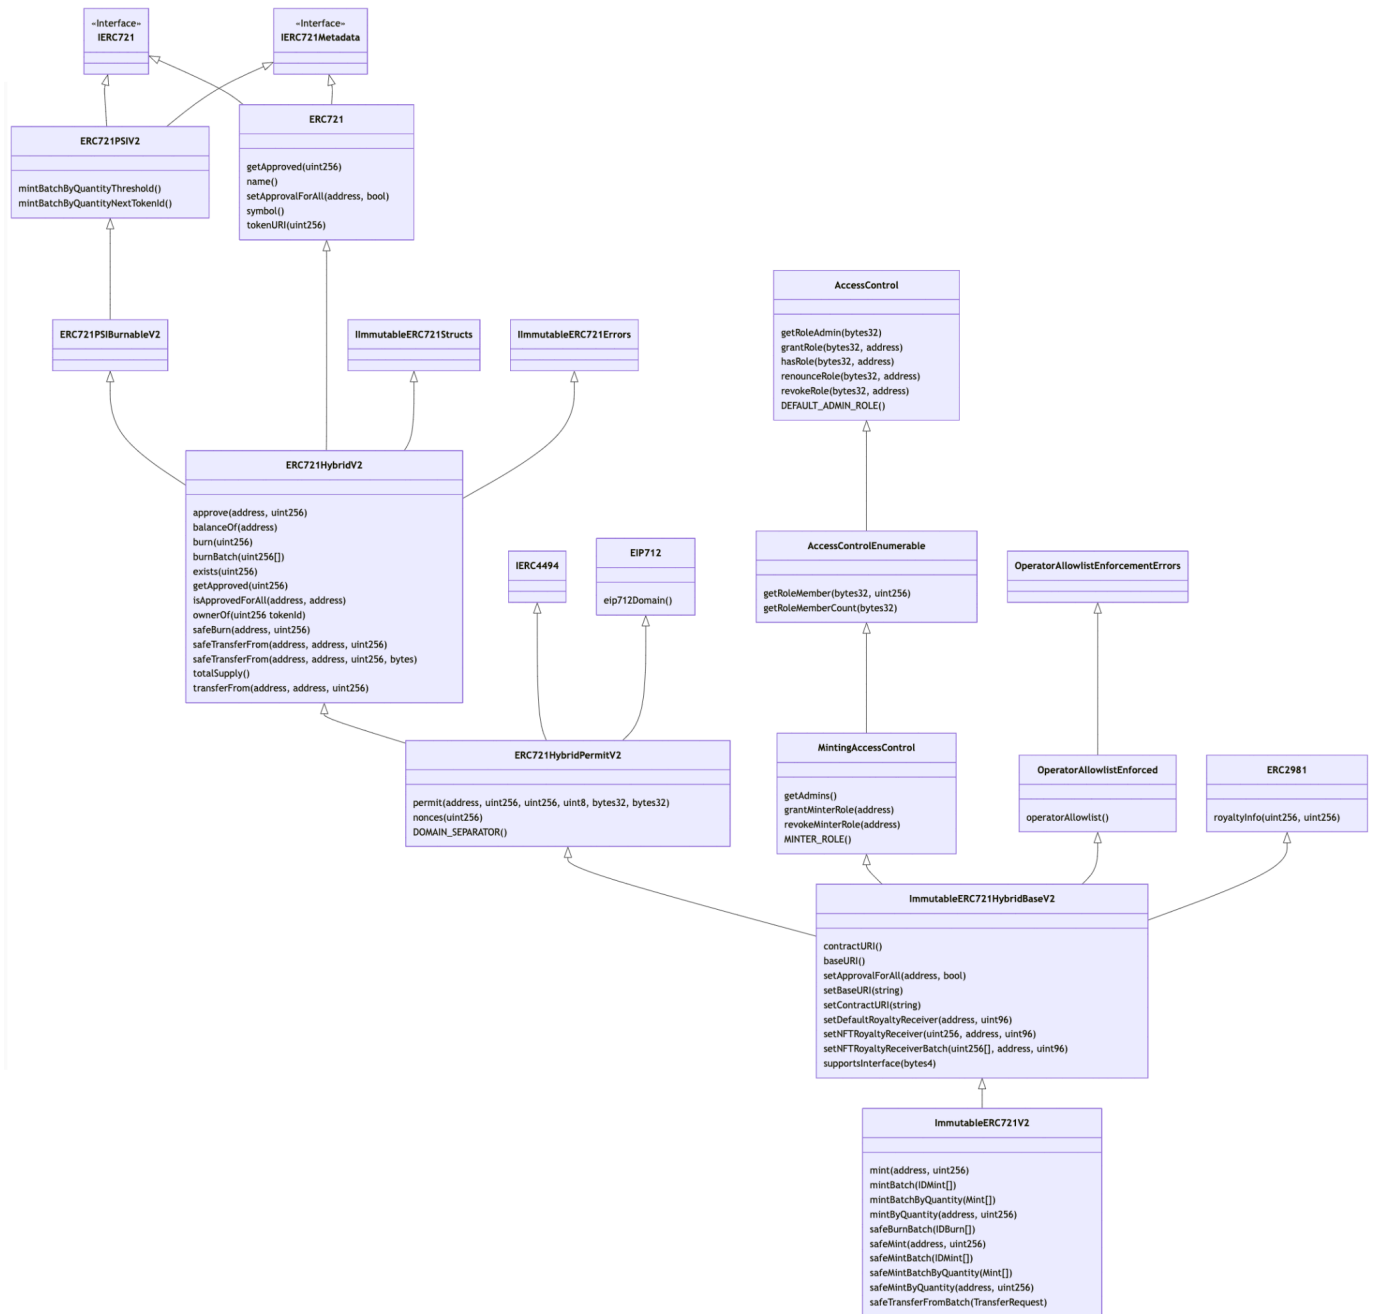 «Interface»
IERC721
«Interface»
IERC721Metadata
ERC721
getApproved(uint256)
name()
setApprovalForAll(address, bool)
symbol()
tokenURI(uint256)
ERC721PSIV2
mintBatchByQuantityThreshold()
mintBatchByQuantityNextTokenId()
AccessControl
getRoleAdmin(bytes32)
grantRole(bytes32, address)
hasRole(bytes32, address)
renounceRole(bytes32, address)
revokeRole(bytes32, address)
DEFAULT_ADMIN_ROLE()
ERC721PSIBurnableV2
IImmutableERC721Structs
IImmutableERC721Errors
ERC721HybridV2
approve(address, uint256)
balanceOf(address)
burn(uint256)
burnBatch(uint256[])
exists(uint256)
getApproved(uint256)
isApprovedForAll(address, address)
ownerOf(uint256 tokenId)
safeBurn(address, uint256)
safeTransferFrom(address, address, uint256)
safeTransferFrom(address, address, uint256, bytes)
totalSupply()
transferFrom(address, address, uint256)
IERC4494
EIP712
eip712Domain()
AccessControlEnumerable
getRoleMember(bytes32, uint256)
getRoleMemberCount(bytes32)
OperatorAllowlistEnforcementErrors
ERC721HybridPermitV2
permit(address, uint256, uint256, uint8, bytes32, bytes32)
nonces(uint256)
DOMAIN_SEPARATOR()
MintingAccessControl
getAdmins()
grantMinterRole(address)
revokeMinterRole(address)
MINTER_ROLE()
OperatorAllowlistEnforced
operatorAllowlist()
ERC2981
royaltyInfo(uint256, uint256)
ImmutableERC721HybridBaseV2
contractURI()
baseURI()
setApprovalForAll(address, bool)
setBaseURI(string)
setContractURI(string)
setDefaultRoyaltyReceiver(address, uint96)
setNFTRoyaltyReceiver(uint256, address, uint96)
setNFTRoyaltyReceiverBatch(uint256[], address, uint96)
supportsInterface(bytes4)
ImmutableERC721V2
mint(address, uint256)
mintBatch(IDMint[])
mintBatchByQuantity(Mint[])
mintByQuantity(address, uint256)
safeBurnBatch(IDBurn[])
safeMint(address, uint256)
safeMintBatch(IDMint[])
safeMintBatchByQuantity(Mint[])
safeMintByQuantity(address, uint256)
safeTransferFromBatch(TransferRequest)